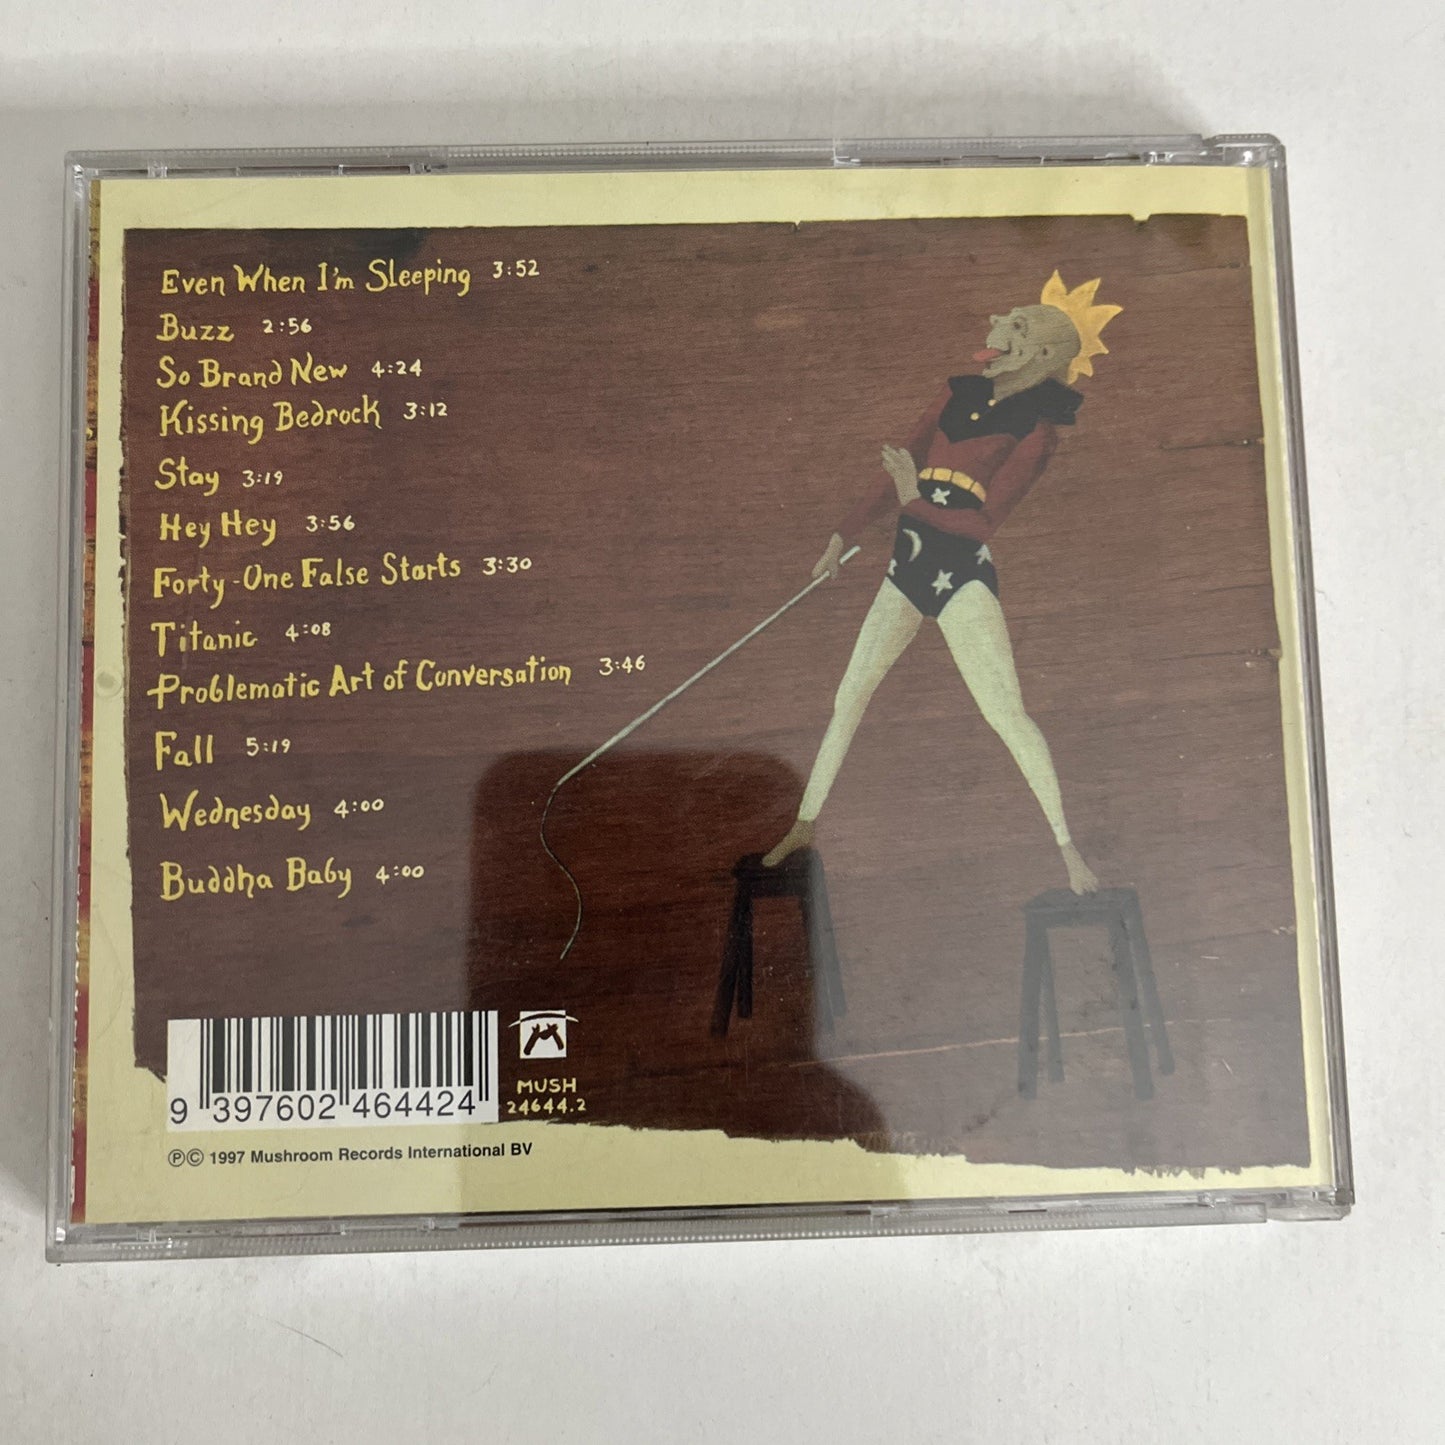 Even When I'm Sleeping 3:52
Buzz 2:56
So Brand New 4:24
Kissing Bedrock 3:12
Stay 3:19
Hey Hey 3:56
Forty-One False Starts 3:30
Titanic 4:08
Problematic Art of Conversation 3:46
Fall 5:19
Wednesday 4:00
Buddha Baby 4:00
9 397602 464424
MUSH
24644.2
ⓅⒸ 1997 Mushroom Records International BV